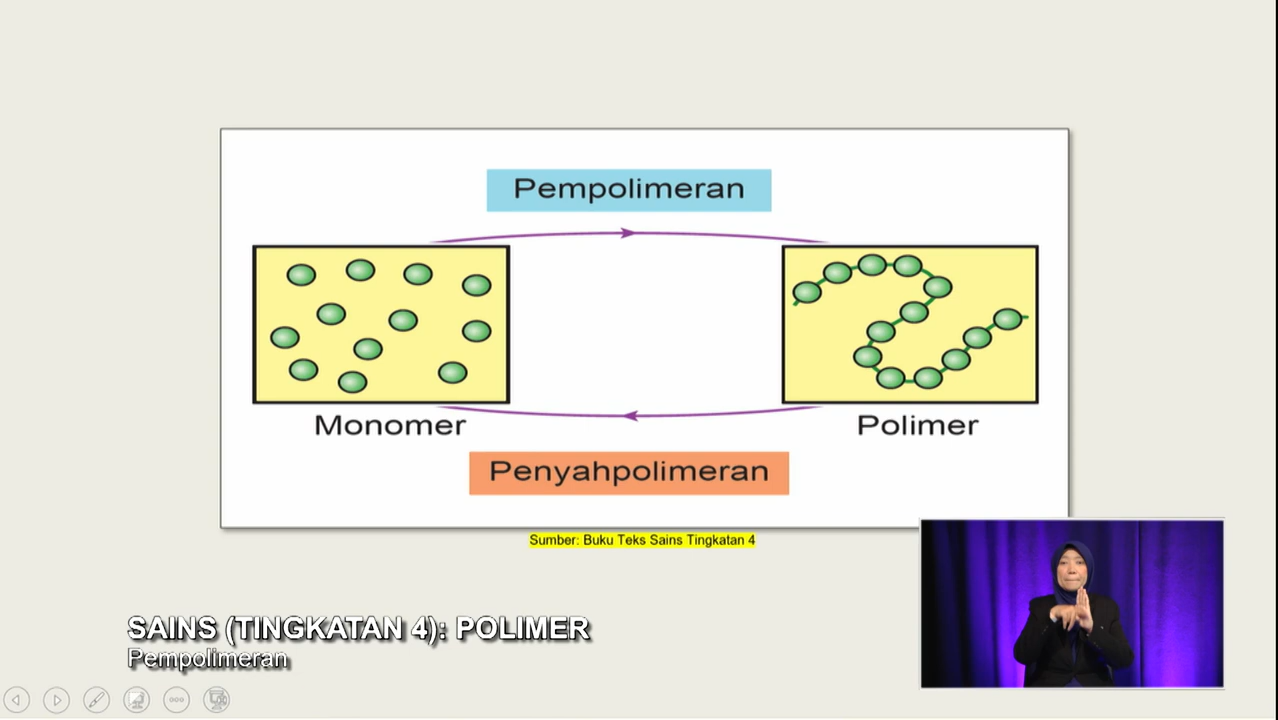 Pempolimeran
Monomer
Polimer
Penyahpolimeran
Sumber: Buku Teks Sains Tingkatan 4
SAINS (TINGKATAN 4): POLIMER
Pempolimeran